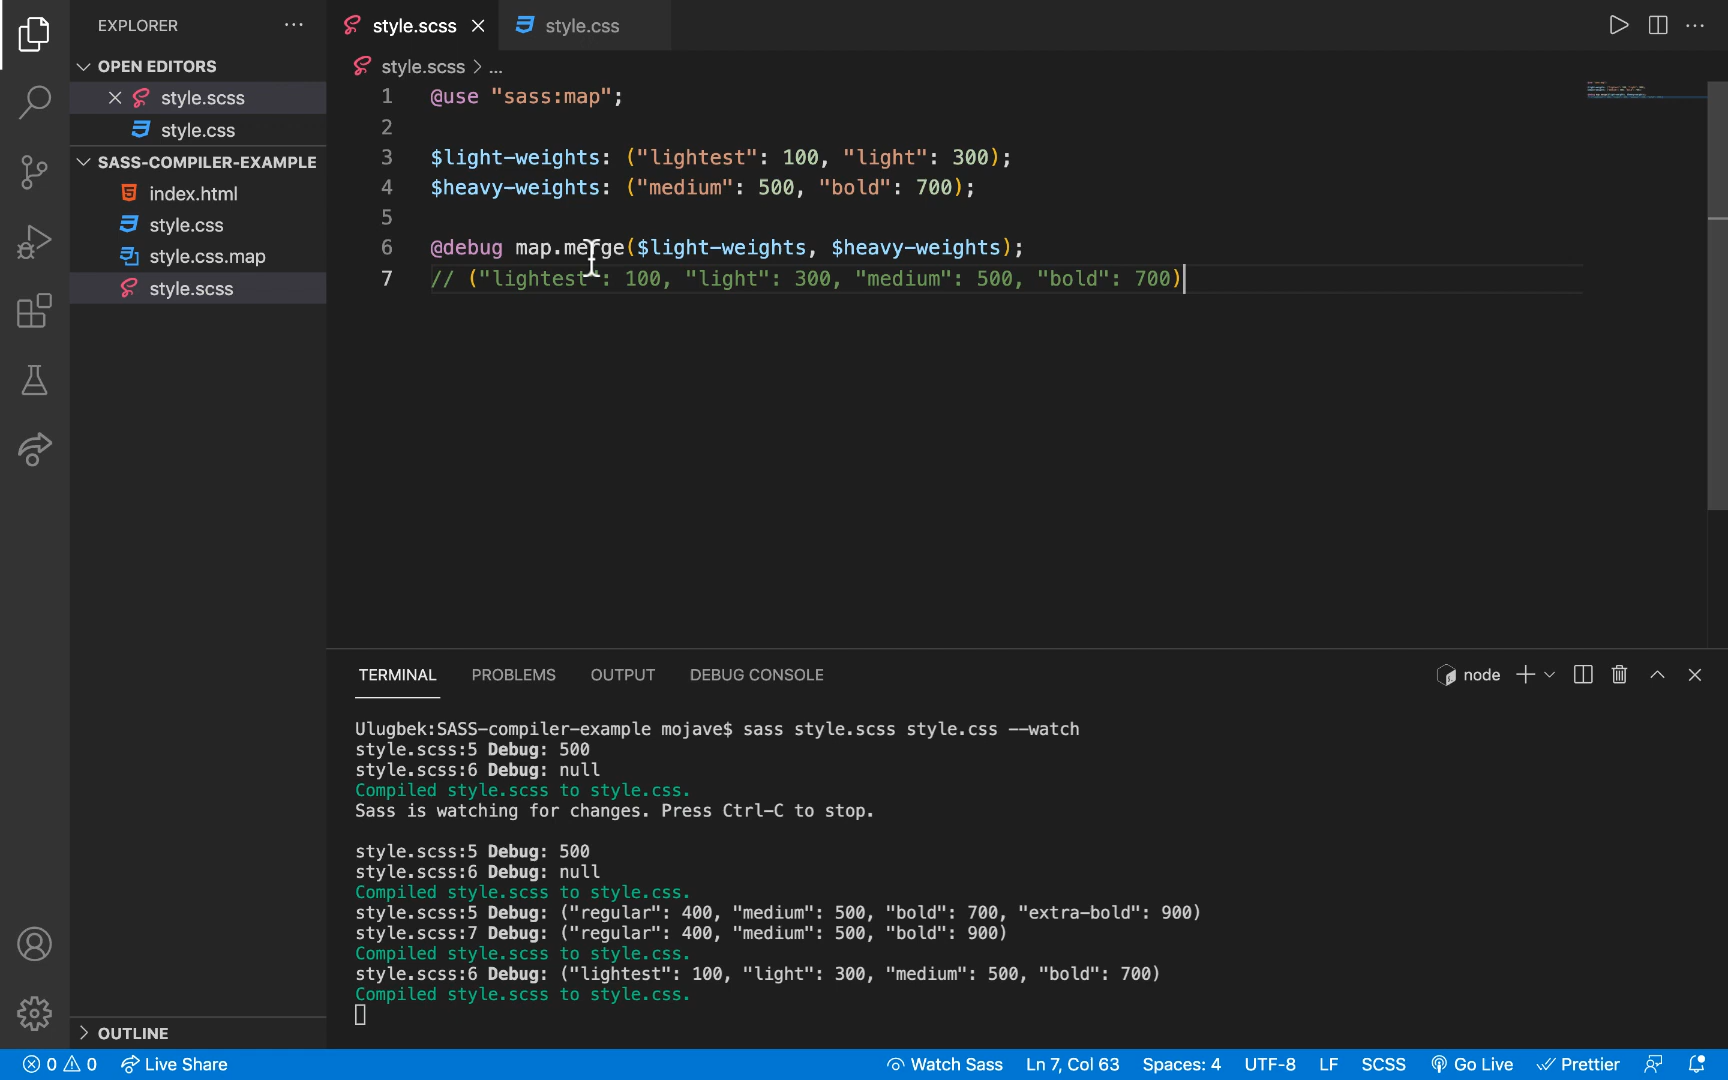 EXPLORER
OPEN EDITORS
style.scss
style.css
SASS-COMPILER-EXAMPLE
index.html
style.css
style.css.map
style.scss
OUTLINE
style.scss
style.css
style.scss > ...
1 @use "sass:map";
2
3 $light-weights: ("lightest": 100, "light": 300);
4 $heavy-weights: ("medium": 500, "bold": 700);
5
6 @debug map.merge($light-weights, $heavy-weights);
7 // ("lightest": 100, "light": 300, "medium": 500, "bold": 700)
TERMINAL PROBLEMS OUTPUT DEBUG CONSOLE
node
Ulugbek:SASS-compiler-example mojave$ sass style.scss style.css --watch
style.scss:5 Debug: 500
style.scss:6 Debug: null
Compiled style.scss to style.css.
Sass is watching for changes. Press Ctrl-C to stop.
style.scss:5 Debug: 500
style.scss:6 Debug: null
Compiled style.scss to style.css.
style.scss:5 Debug: ("regular": 400, "medium": 500, "bold": 700, "extra-bold": 900)
style.scss:7 Debug: ("regular": 400, "medium": 500, "bold": 900)
Compiled style.scss to style.css.
style.scss:6 Debug: ("lightest": 100, "light": 300, "medium": 500, "bold": 700)
Compiled style.scss to style.css.
0 0 Live Share Watch Sass Ln 7, Col 63 Spaces: 4 UTF-8 LF SCSS Go Live Prettier